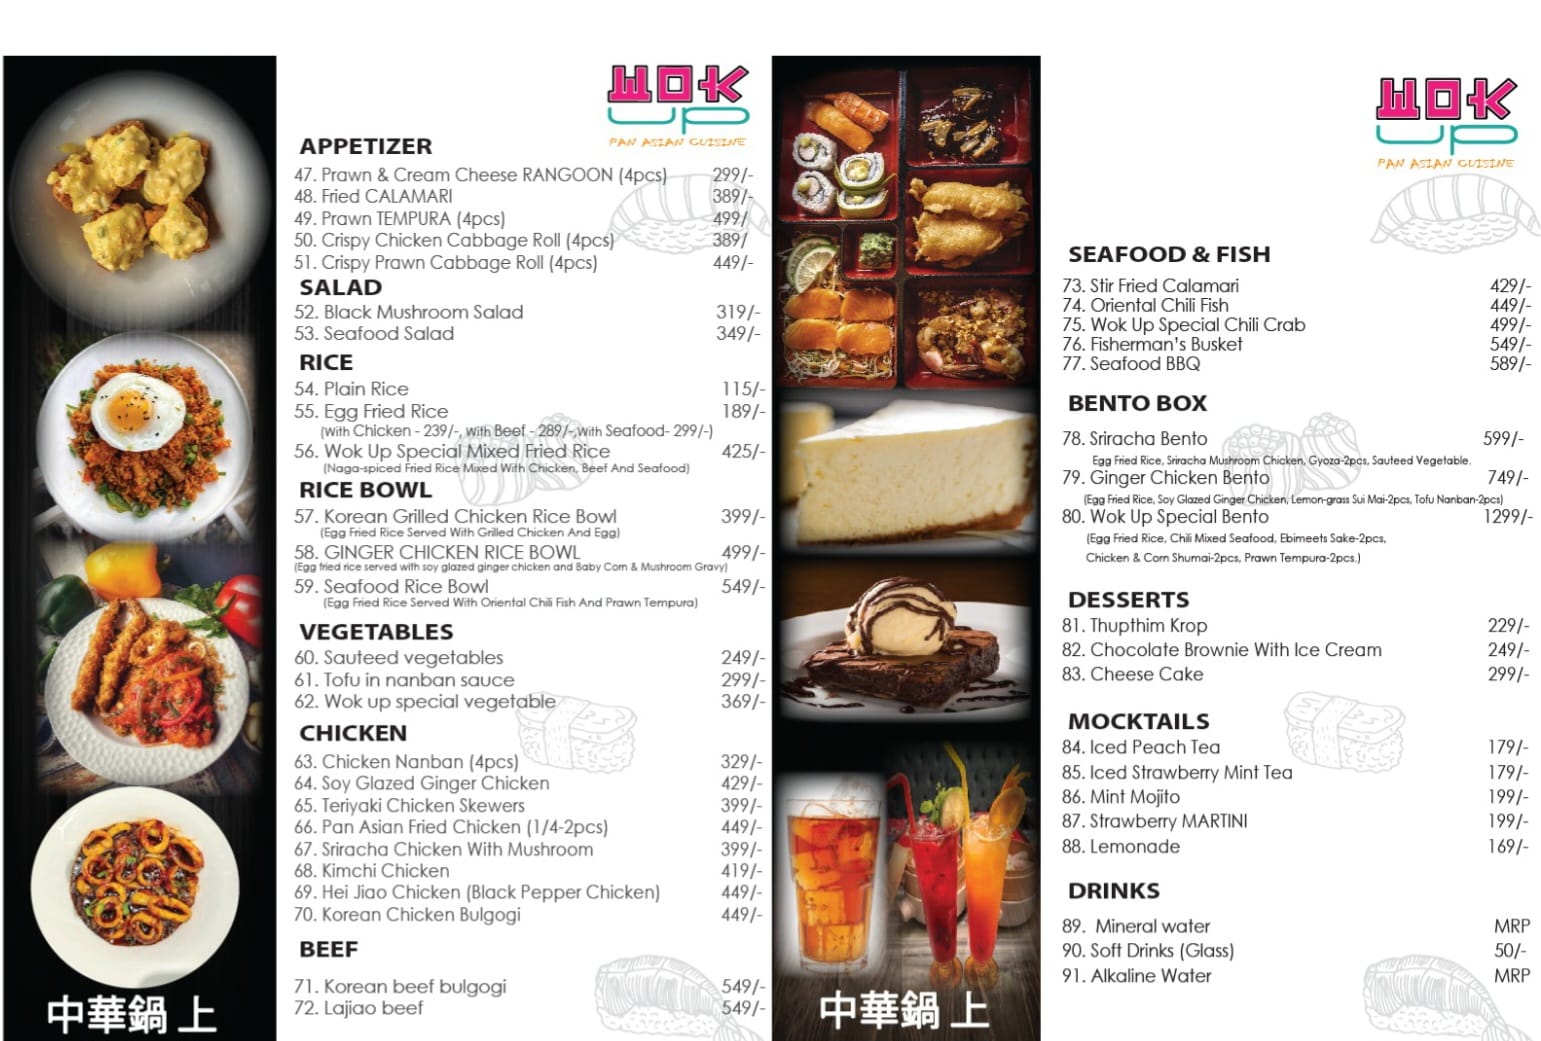 WOK
UP
PAN ASIAN CUISINE
APPETIZER
47. Prawn & Cream Cheese RANGOON (4pcs) 299/-
48. Fried CALAMARI 389/-
49. Prawn TEMPURA (4pcs) 499/
50. Crispy Chicken Cabbage Roll (4pcs) 389/
51. Crispy Prawn Cabbage Roll (4pcs) 449/-
SALAD
52. Black Mushroom Salad 319/-
53. Seafood Salad 349/-
RICE
54. Plain Rice 115/-
55. Egg Fried Rice 189/-
(With Chicken - 239/-, With Beef - 289/-,With Seafood- 299/-)
56. Wok Up Special Mixed Fried Rice 425/-
(Naga-spiced Fried Rice Mixed With Chicken, Beef And Seafood)
RICE BOWL
57. Korean Grilled Chicken Rice Bowl 399/-
(Egg Fried Rice Served With Grilled Chicken And Egg)
58. GINGER CHICKEN RICE BOWL 499/-
(Egg fried rice served with soy glazed ginger chicken and Baby Corn & Mushroom Gravy)
59. Seafood Rice Bowl 549/-
(Egg Fried Rice Served With Oriental Chili Fish And Prawn Tempura)
VEGETABLES
60. Sauteed vegetables 249/-
61. Tofu in nanban sauce 299/-
62. Wok up special vegetable 369/-
CHICKEN
63. Chicken Nanban (4pcs) 329/-
64. Soy Glazed Ginger Chicken 429/-
65. Teriyaki Chicken Skewers 399/-
66. Pan Asian Fried Chicken (1/4-2pcs) 449/-
67. Sriracha Chicken With Mushroom 399/-
68. Kimchi Chicken 419/-
69. Hei Jiao Chicken (Black Pepper Chicken) 449/-
70. Korean Chicken Bulgogi 449/-
BEEF
71. Korean beef bulgogi 549/-
72. Lajiao beef 549/-
中華鍋 上
WOK
UP
PAN ASIAN CUISINE
SEAFOOD & FISH
73. Stir Fried Calamari 429/-
74. Oriental Chili Fish 449/-
75. Wok Up Special Chili Crab 499/-
76. Fisherman's Busket 549/-
77. Seafood BBQ 589/-
BENTO BOX
78. Sriracha Bento 599/-
Egg Fried Rice, Sriracha Mushroom Chicken, Gyoza-2pcs, Sauteed Vegetable.
79. Ginger Chicken Bento 749/-
(Egg Fried Rice, Soy Glazed Ginger Chicken, Lemon-grass Sui Mai-2pcs, Tofu Nanban-2pcs)
80. Wok Up Special Bento 1299/-
(Egg Fried Rice, Chili Mixed Seafood, Ebimeets Sake-2pcs,
Chicken & Corn Shumai-2pcs, Prawn Tempura-2pcs.)
DESSERTS
81. Thupthim Krop 229/-
82. Chocolate Brownie With Ice Cream 249/-
83. Cheese Cake 299/-
MOCKTAILS
84. Iced Peach Tea 179/-
85. Iced Strawberry Mint Tea 179/-
86. Mint Mojito 199/-
87. Strawberry MARTINI 199/-
88. Lemonade 169/-
DRINKS
89. Mineral water MRP
90. Soft Drinks (Glass) 50/-
91. Alkaline Water MRP
中華鍋 上